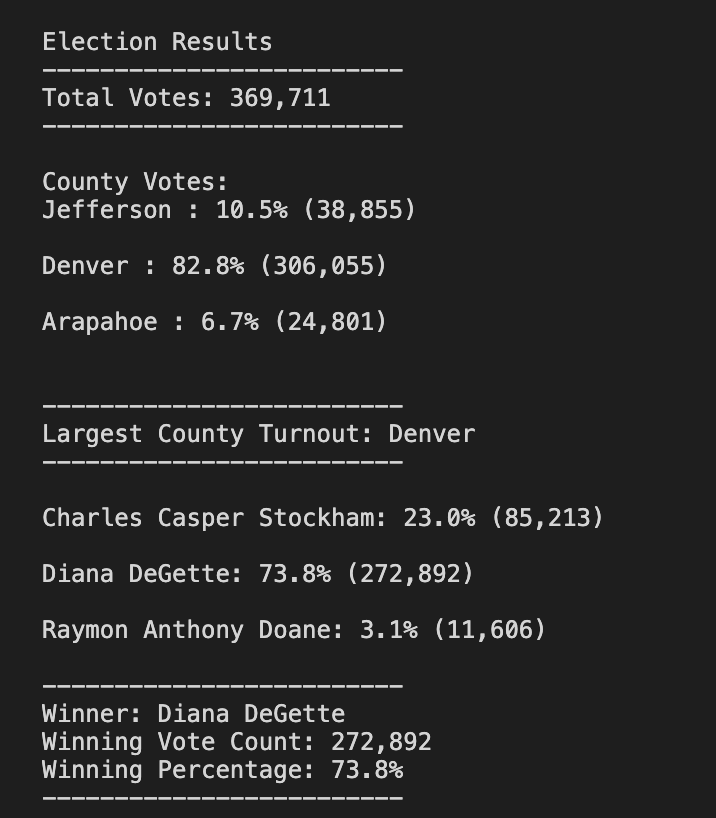 Election Results
-------------------------
Total Votes: 369,711
-------------------------
County Votes:
Jefferson : 10.5% (38,855)
Denver : 82.8% (306,055)
Arapahoe : 6.7% (24,801)
-------------------------
Largest County Turnout: Denver
-------------------------
Charles Casper Stockham: 23.0% (85,213)
Diana DeGette: 73.8% (272,892)
Raymon Anthony Doane: 3.1% (11,606)
-------------------------
Winner: Diana DeGette
Winning Vote Count: 272,892
Winning Percentage: 73.8%
-------------------------